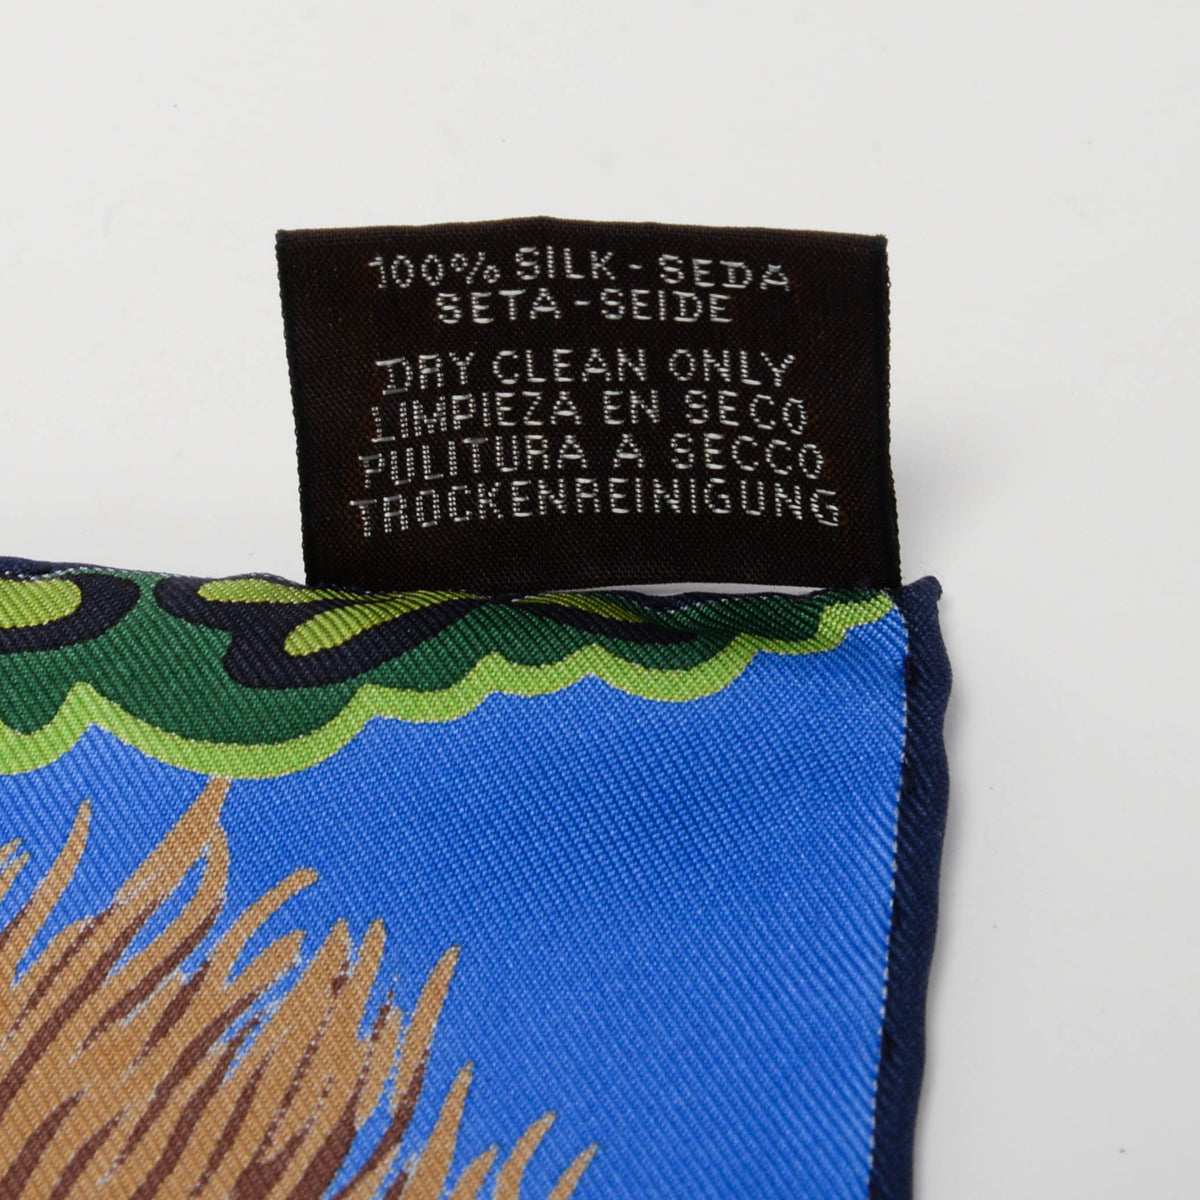 100% SILK - SEDA
SETA - SEIDE
DRY CLEAN ONLY
LIMPIEZA EN SECO
PULITURA A SECCO
TROCKENREINIGUNG